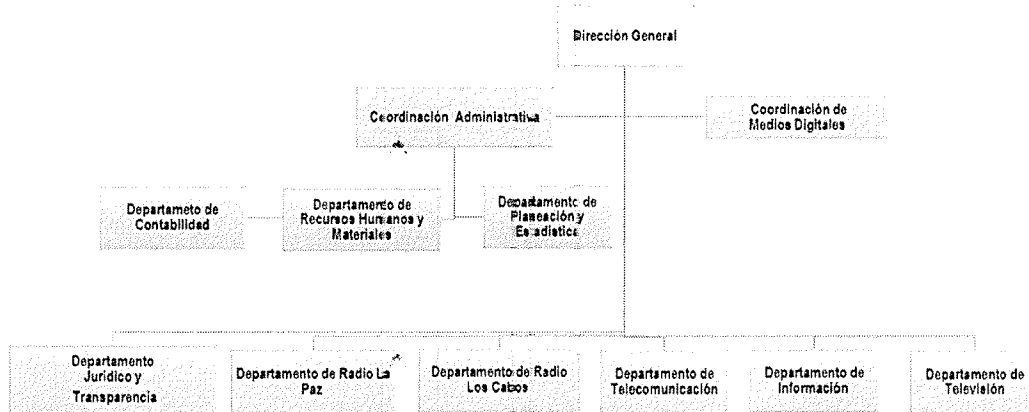 Dirección General
Coordinación Administrativa
Coordinación de
Medios Digitales
Departameto de
Contabilidad
Departamento de
Recursos Humanos y
Materiales
Departamento de
Planeación y
Estadistica
Departamento
Jurídico y
Transparencia
Departamento de Radio La
Paz
Departamento de Radio
Los Cabos
Departamento de
Telecomunicación
Departamento de
Información
Departamento de
Televisión